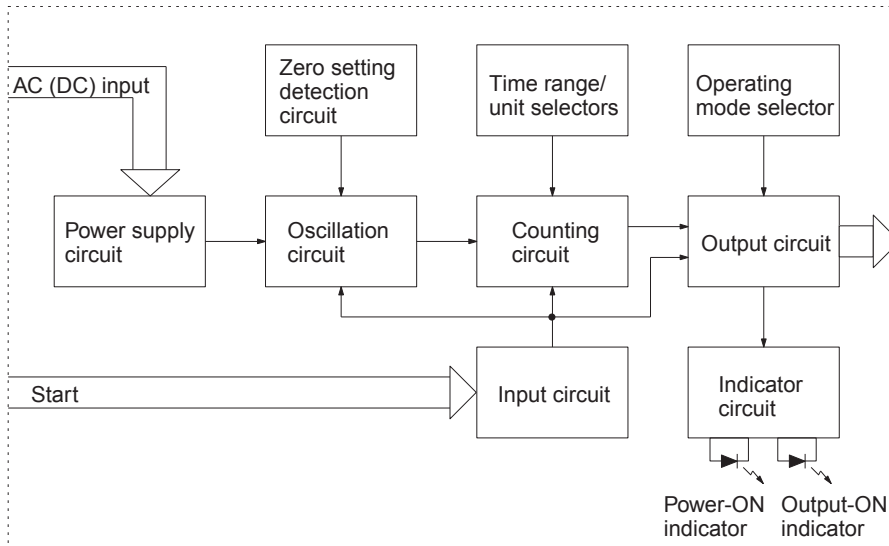 AC (DC) input
Zero setting
detection
circuit
Time range/
unit selectors
Operating
mode selector
Power supply
circuit
Oscillation
circuit
Counting
circuit
Output circuit
Start
Input circuit
Indicator
circuit
Power-ON
indicator
Output-ON
indicator